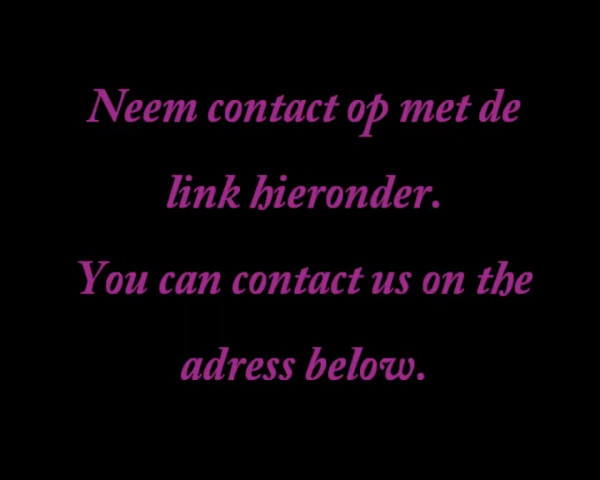 Neem contact op met de
link hieronder.
You can contact us on the
adress below.